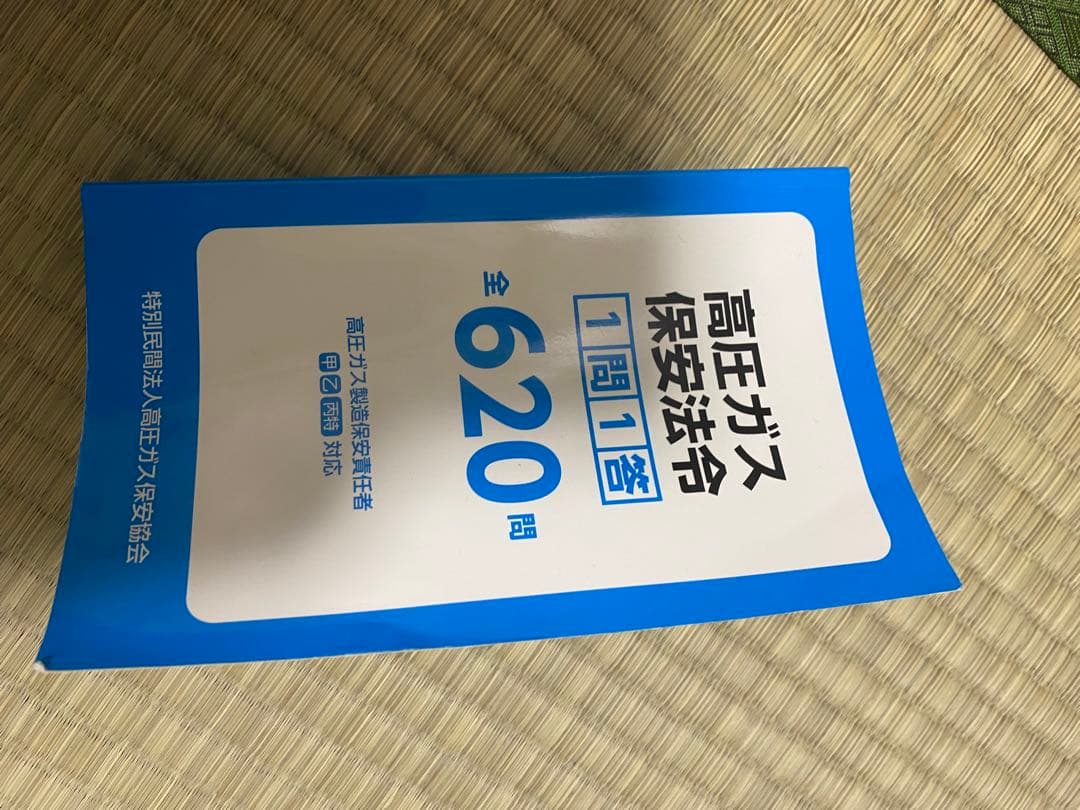 高圧ガス
保安法令
1問1答
全620問
高圧ガス製造保安責任者
甲乙丙特 対応
特別民間法人高圧ガス保安協会